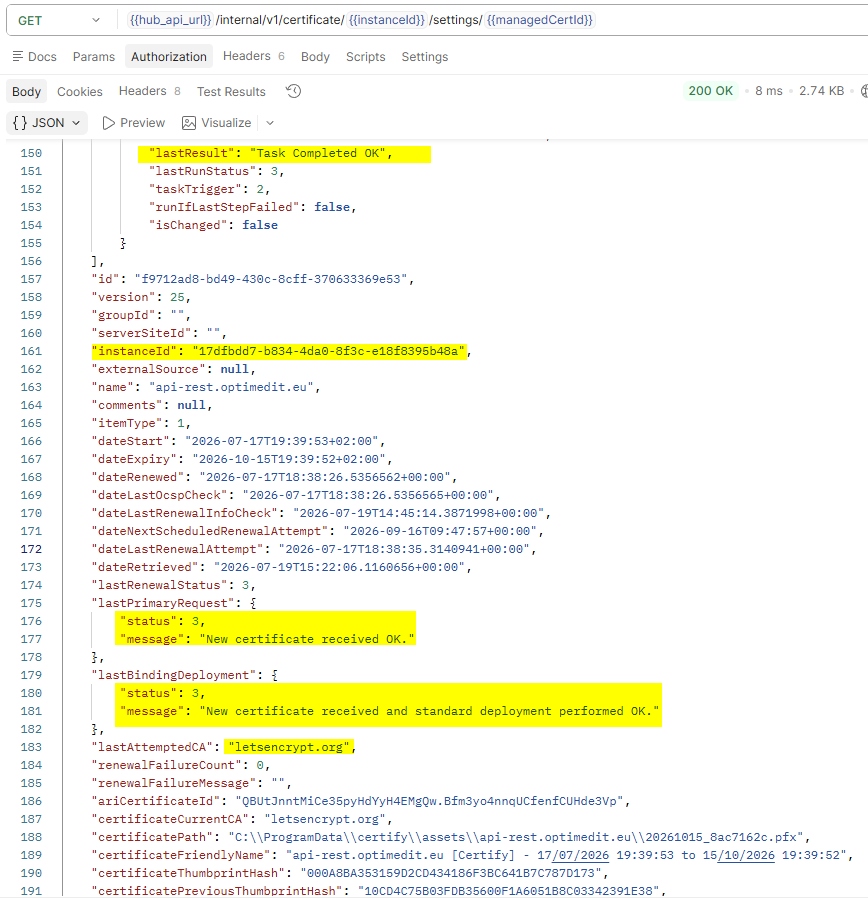 GET {{hub_api_url}} /internal/v1/certificate/ {{instanceId}} /settings/ {{managedCertId}}
Docs Params Authorization Headers 6 Body Scripts Settings
Body Cookies Headers 8 Test Results 200 OK • 8 ms • 2.74 KB •
{} JSON Preview Visualize
150 "lastResult": "Task Completed OK",
151 "lastRunStatus": 3,
152 "taskTrigger": 2,
153 "runIfLastStepFailed": false,
154 "isChanged": false
155 }
156 ],
157 "id": "f9712ad8-bd49-430c-8cff-370633369e53",
158 "version": 25,
159 "groupId": "",
160 "serverSiteId": "",
161 "instanceId": "17dfbdd7-b834-4da0-8f3c-e18f8395b48a",
162 "externalSource": null,
163 "name": "api-rest.optimedit.eu",
164 "comments": null,
165 "itemType": 1,
166 "dateStart": "2026-07-17T19:39:53+02:00",
167 "dateExpiry": "2026-10-15T19:39:52+02:00",
168 "dateRenewed": "2026-07-17T18:38:26.5356562+00:00",
169 "dateLastOcspCheck": "2026-07-17T18:38:26.5356565+00:00",
170 "dateLastRenewalInfoCheck": "2026-07-19T14:45:14.3871998+00:00",
171 "dateNextScheduledRenewalAttempt": "2026-09-16T09:47:57+00:00",
172 "dateLastRenewalAttempt": "2026-07-17T18:38:35.3140941+00:00",
173 "dateRetrieved": "2026-07-19T15:22:06.1160656+00:00",
174 "lastRenewalStatus": 3,
175 "lastPrimaryRequest": {
176 "status": 3,
177 "message": "New certificate received OK."
178 },
179 "lastBindingDeployment": {
180 "status": 3,
181 "message": "New certificate received and standard deployment performed OK."
182 },
183 "lastAttemptedCA": "letsencrypt.org",
184 "renewalFailureCount": 0,
185 "renewalFailureMessage": "",
186 "ariCertificateId": "QBUtJnntMiCe35pyHdYyH4EMgQw.Bfm3yo4nnqUCfenfCUHde3Vp",
187 "certificateCurrentCA": "letsencrypt.org",
188 "certificatePath": "C:\\ProgramData\\certify\\assets\\api-rest.optimedit.eu\\20261015_8ac7162c.pfx",
189 "certificateFriendlyName": "api-rest.optimedit.eu [Certify] - 17/07/2026 19:39:53 to 15/10/2026 19:39:52",
190 "certificateThumbprintHash": "000A8BA353159D2CD434186F3BC641B7C787D173",
191 "certificatePreviousThumbprintHash": "10CD4C75B03FDB35600F1A6051B8C03342391E38",